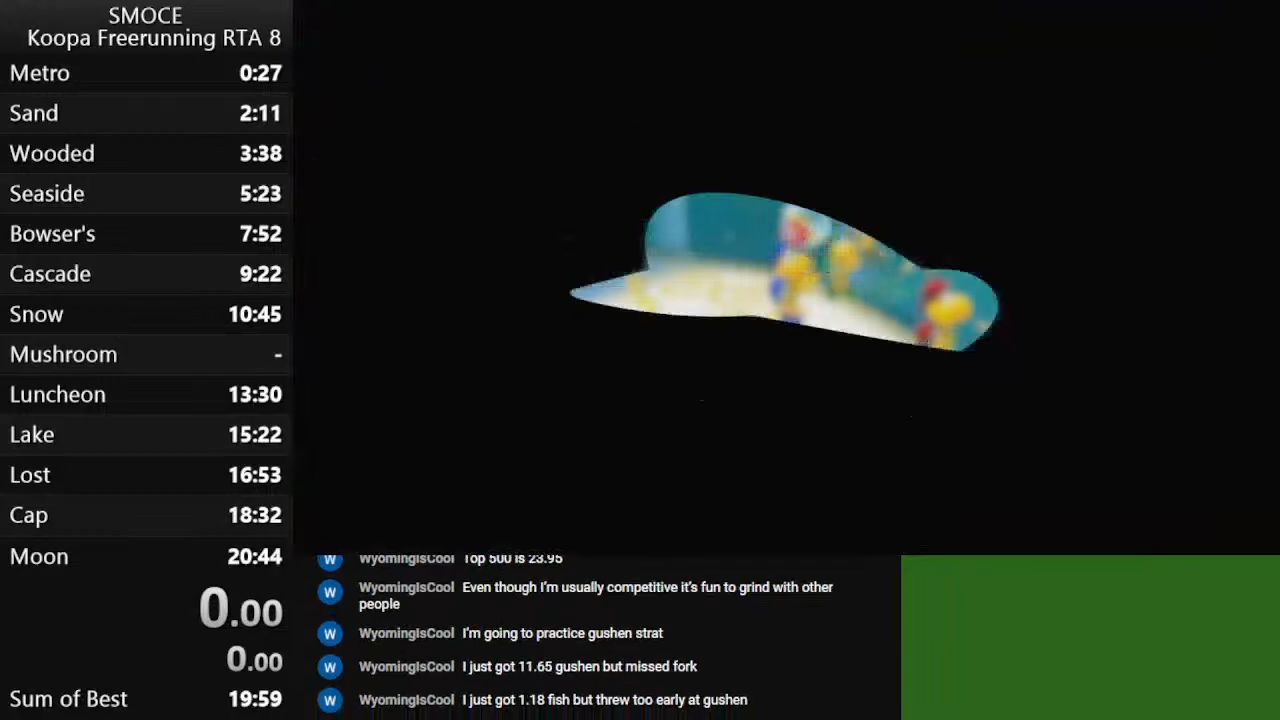 SMOCE
Koopa Freerunning RTA 8
Metro 0:27
Sand 2:11
Wooded 3:38
Seaside 5:23
Bowser's 7:52
Cascade 9:22
Snow 10:45
Mushroom -
Luncheon 13:30
Lake 15:22
Lost 16:53
Cap 18:32
Moon 20:44
0.00
0.00
Sum of Best 19:59
W WyomingIsCool Top 500 is 23.95
W WyomingIsCool Even though I'm usually competitive it's fun to grind with other
people
W WyomingIsCool I'm going to practice gushen strat
W WyomingIsCool I just got 11.65 gushen but missed fork
W WyomingIsCool I just got 1.18 fish but threw too early at gushen